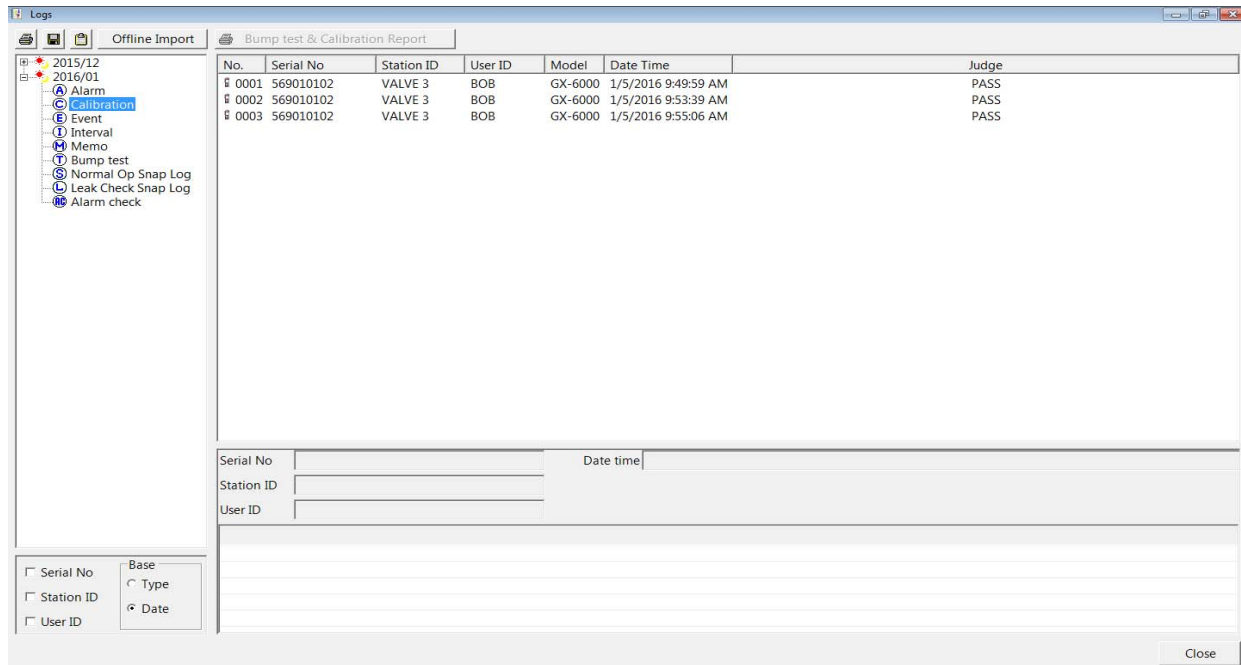 Logs
Offline Import Bump test & Calibration Report
2015/12
2016/01
A Alarm
C Calibration
E Event
I Interval
M Memo
T Bump test
S Normal Op Snap Log
L Leak Check Snap Log
AC Alarm check
No. Serial No Station ID User ID Model Date Time Judge
0001 569010102 VALVE 3 BOB GX-6000 1/5/2016 9:49:59 AM PASS
0002 569010102 VALVE 3 BOB GX-6000 1/5/2016 9:53:39 AM PASS
0003 569010102 VALVE 3 BOB GX-6000 1/5/2016 9:55:06 AM PASS
Serial No Date time
Station ID
User ID
Serial No
Station ID
User ID
Base
Type
Date
Close